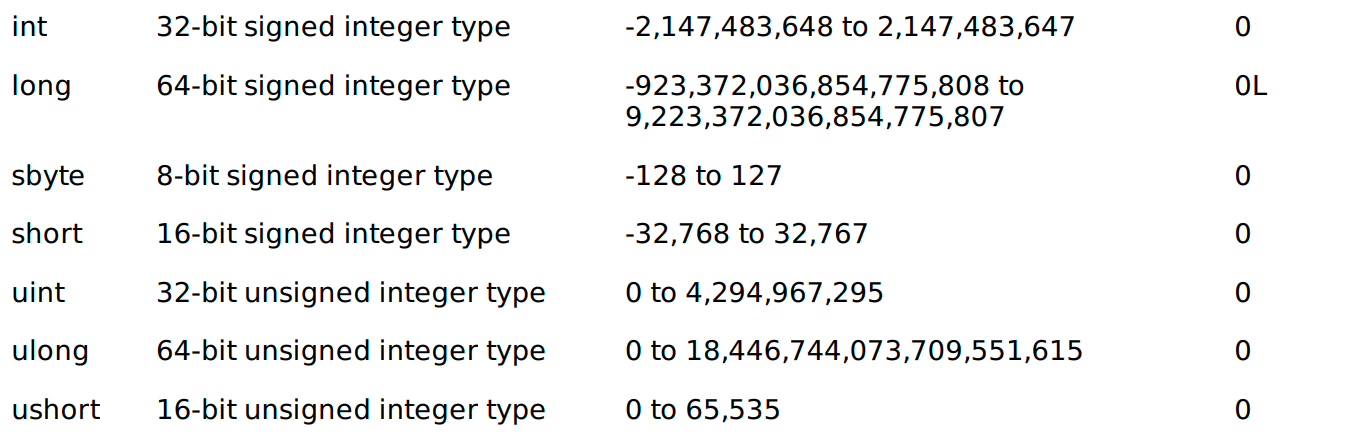 int 32-bit signed integer type -2,147,483,648 to 2,147,483,647 0
long 64-bit signed integer type -923,372,036,854,775,808 to 0L
9,223,372,036,854,775,807
sbyte 8-bit signed integer type -128 to 127 0
short 16-bit signed integer type -32,768 to 32,767 0
uint 32-bit unsigned integer type 0 to 4,294,967,295 0
ulong 64-bit unsigned integer type 0 to 18,446,744,073,709,551,615 0
ushort 16-bit unsigned integer type 0 to 65,535 0